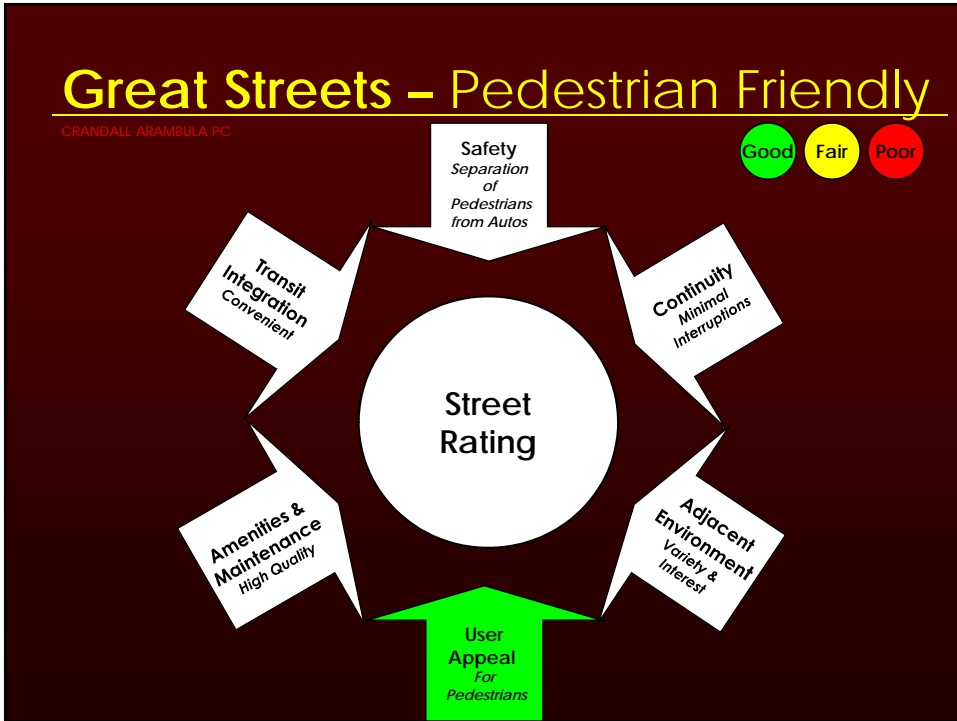 Great Streets – Pedestrian Friendly
CRANDALL ARAMBULA PC
Good
Fair
Poor
Safety
Separation
of
Pedestrians
from Autos
Transit
Integration
Convenient
Continuity
Minimal
Interruptions
Street
Rating
Amenities &
Maintenance
High Quality
Adjacent
Environment
Variety &
Interest
User
Appeal
For
Pedestrians